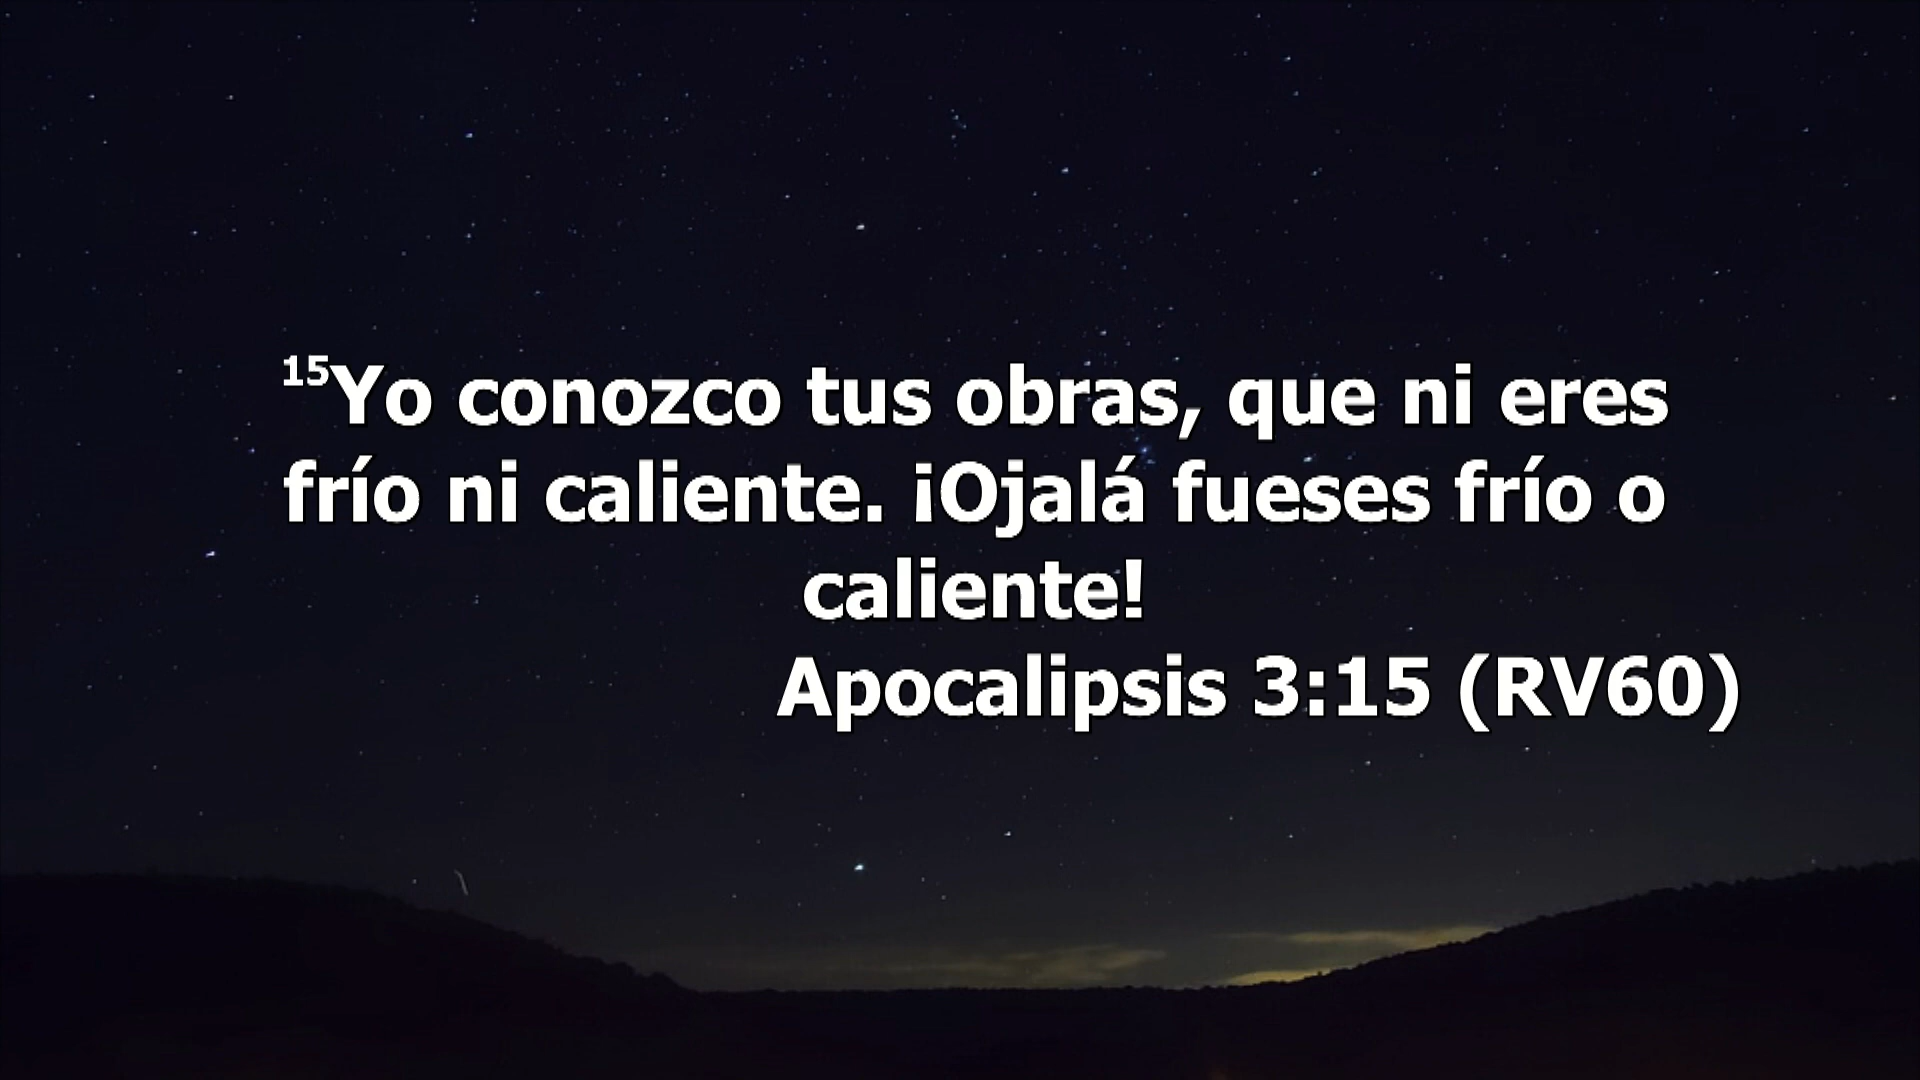 15Yo conozco tus obras, que ni eres
frío ni caliente. ¡Ojalá fueses frío o
caliente!
Apocalipsis 3:15 (RV60)